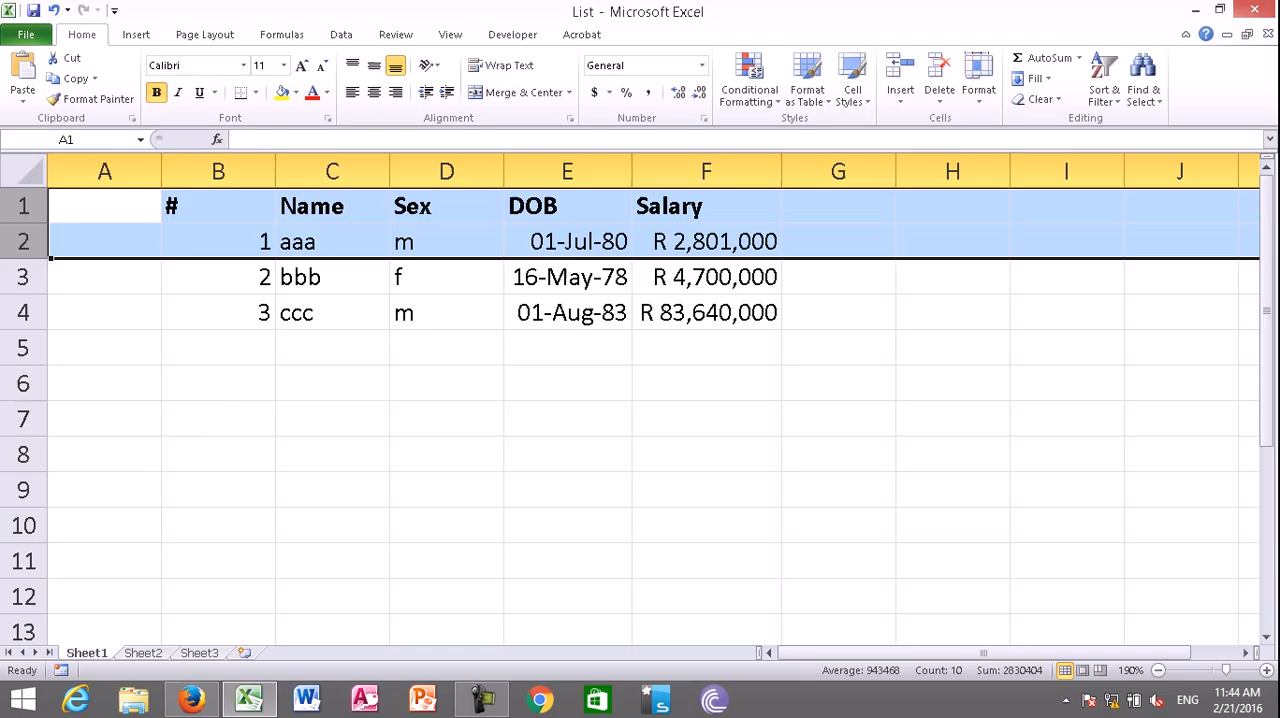 List - Microsoft Excel
File Home Insert Page Layout Formulas Data Review View Developer Acrobat
Paste
Cut
Copy
Format Painter
Clipboard
Calibri 11
B I U
Font
Wrap Text
Merge & Center
Alignment
General
$ % ,
Number
Conditional Formatting
Format as Table
Cell Styles
Styles
Insert Delete Format
Cells
Σ AutoSum
Fill
Clear
Sort & Filter
Find & Select
Editing
A1 fx
A B C D E F G H I J
1 # Name Sex DOB Salary
2 1 aaa m 01-Jul-80 R 2,801,000
3 2 bbb f 16-May-78 R 4,700,000
4 3 ccc m 01-Aug-83 R 83,640,000
5
6
7
8
9
10
11
12
13
Sheet1 Sheet2 Sheet3
Ready Average: 943468 Count: 10 Sum: 2830404 190%
ENG 11:44 AM
2/21/2016